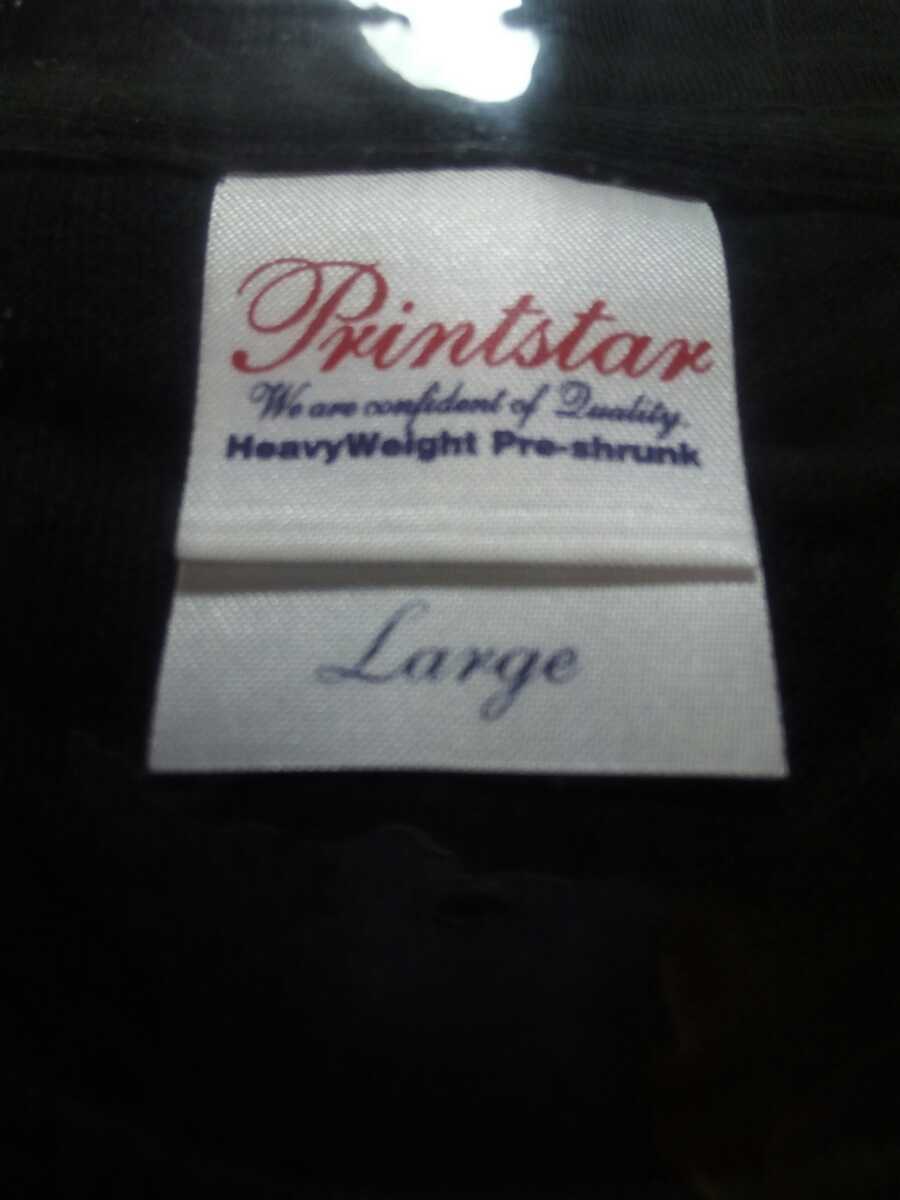 Printstar
We are confident of Quality.
HeavyWeight Pre-shrunk
Large